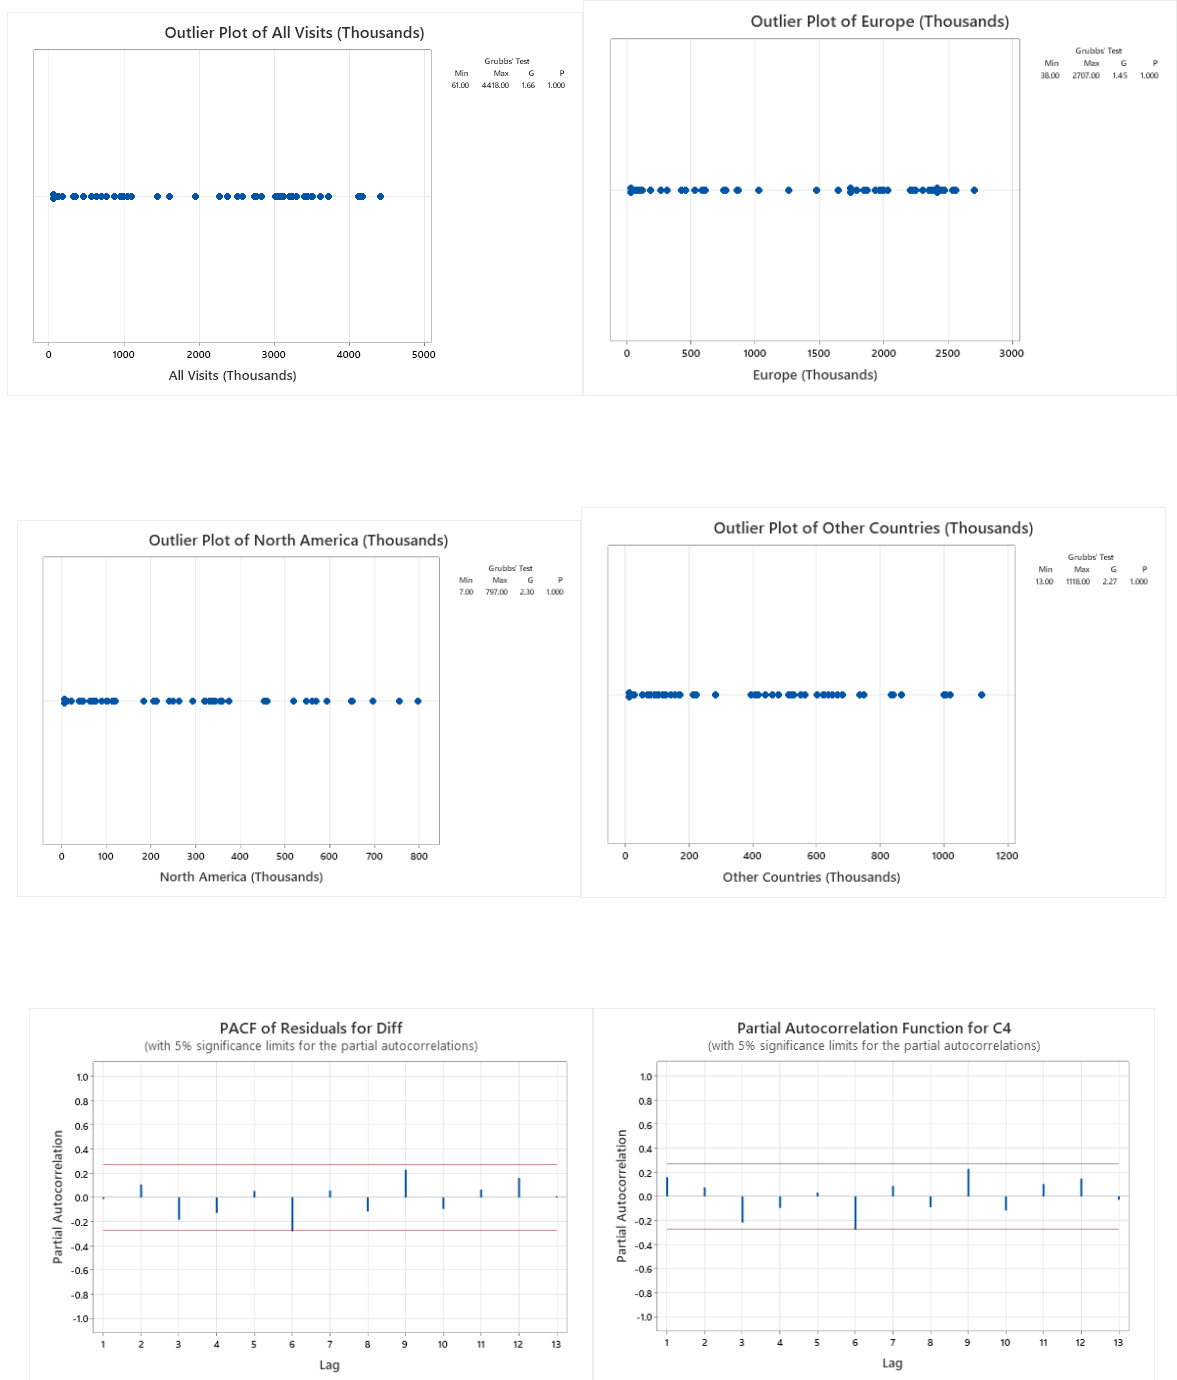 Outlier Plot of All Visits (Thousands)
Grubbs' Test
Min Max G P
61.00 4418.00 1.66 1.000
0 1000 2000 3000 4000 5000
All Visits (Thousands)
Outlier Plot of Europe (Thousands)
Grubbs' Test
Min Max G P
38.00 2707.00 1.45 1.000
0 500 1000 1500 2000 2500 3000
Europe (Thousands)
Outlier Plot of North America (Thousands)
Grubbs' Test
Min Max G P
7.00 797.00 2.30 1.000
0 100 200 300 400 500 600 700 800
North America (Thousands)
Outlier Plot of Other Countries (Thousands)
Grubbs' Test
Min Max G P
13.00 1118.00 2.27 1.000
0 200 400 600 800 1000 1200
Other Countries (Thousands)
PACF of Residuals for Diff
(with 5% significance limits for the partial autocorrelations)
Partial Autocorrelation
1.0
0.8
0.6
0.4
0.2
0.0
-0.2
-0.4
-0.6
-0.8
-1.0
1 2 3 4 5 6 7 8 9 10 11 12 13
Lag
Partial Autocorrelation Function for C4
(with 5% significance limits for the partial autocorrelations)
Partial Autocorrelation
1.0
0.8
0.6
0.4
0.2
0.0
-0.2
-0.4
-0.6
-0.8
-1.0
1 2 3 4 5 6 7 8 9 10 11 12 13
Lag